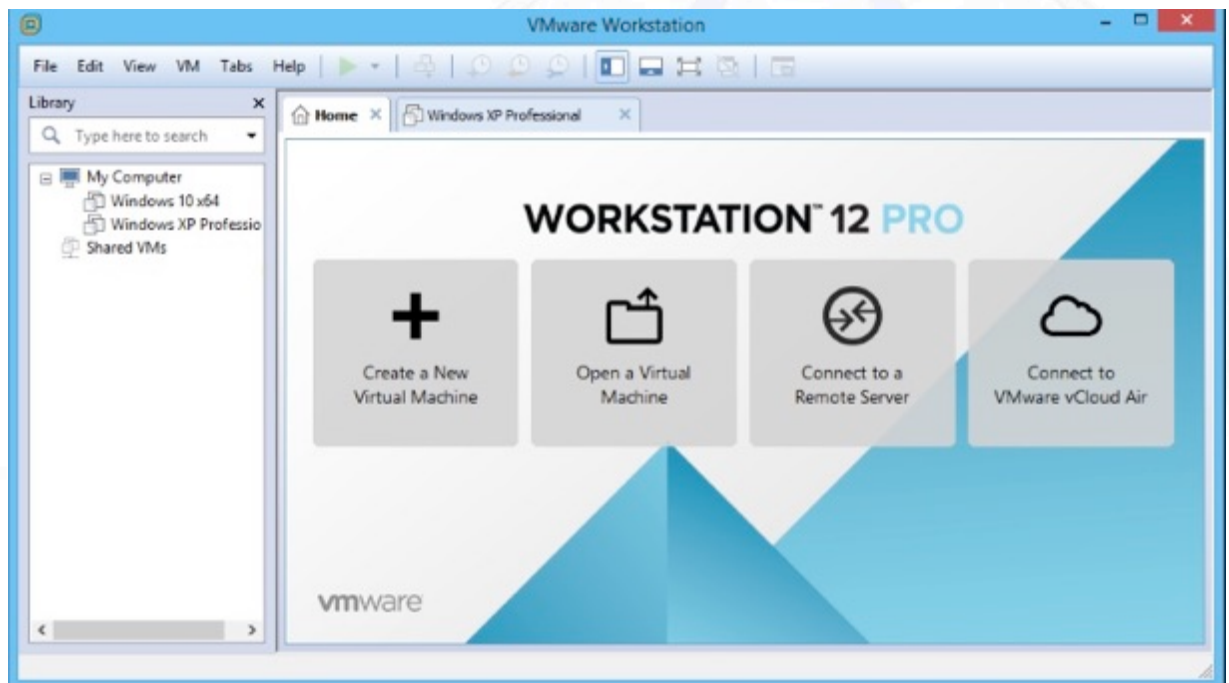 VMware Workstation
File Edit View VM Tabs Help
Library
Type here to search
My Computer
Windows 10 x64
Windows XP Professio
Shared VMs
Home
Windows XP Professional
WORKSTATION™ 12 PRO
Create a New
Virtual Machine
Open a Virtual
Machine
Connect to a
Remote Server
Connect to
VMware vCloud Air
vmware